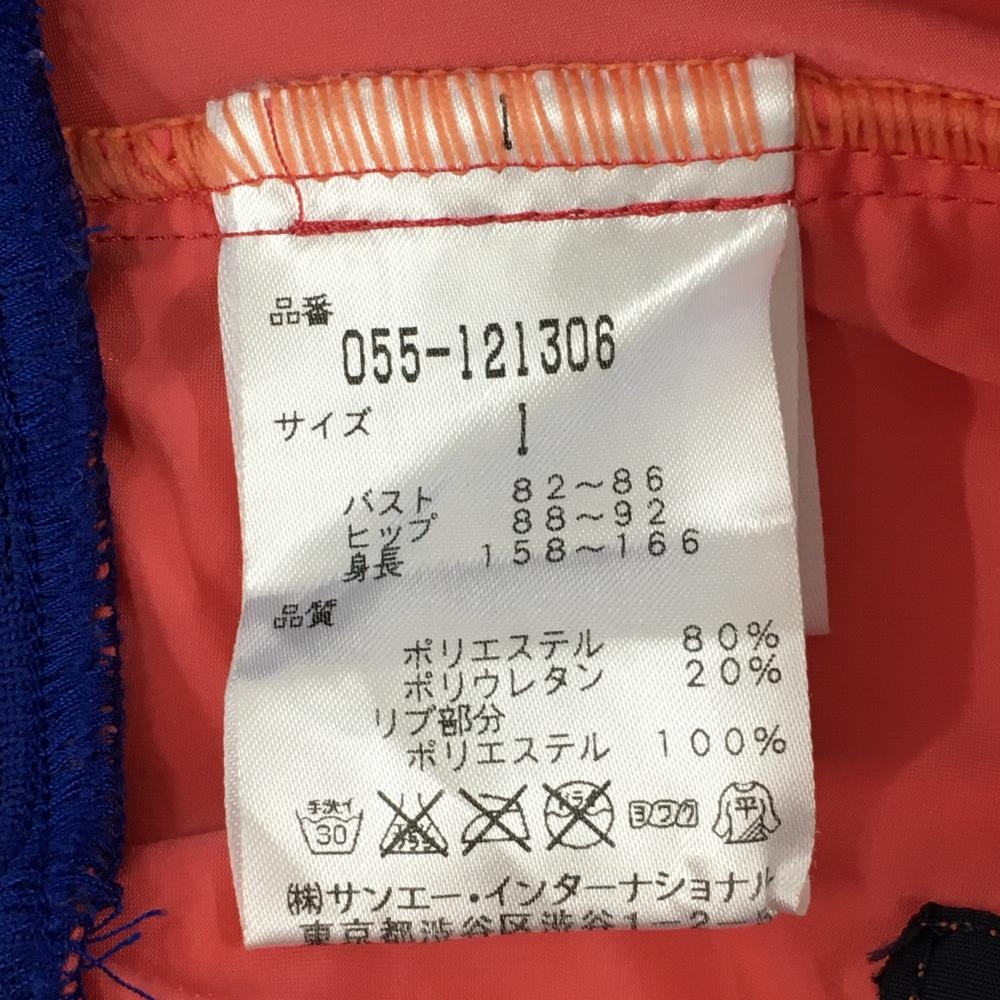 品番
055-121306
サイズ 1
バスト 82～86
ヒップ 88～92
身長 158～166
品質
ポリエステル 80%
ポリウレタン 20%
リブ部分
ポリエステル 100%
手洗イ 30 ヨワク 平
(株)サンエー・インターナショナル
東京都渋谷区渋谷1-2-